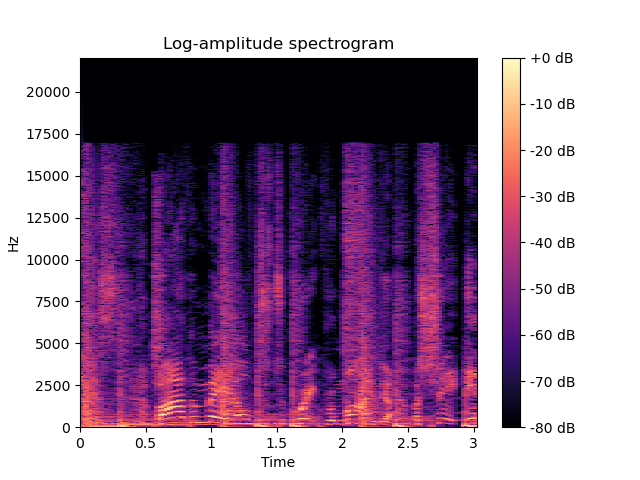 Log-amplitude spectrogram
Hz
20000
17500
15000
12500
10000
7500
5000
2500
0
0 0.5 1 1.5 2 2.5 3
Time
+0 dB
-10 dB
-20 dB
-30 dB
-40 dB
-50 dB
-60 dB
-70 dB
-80 dB